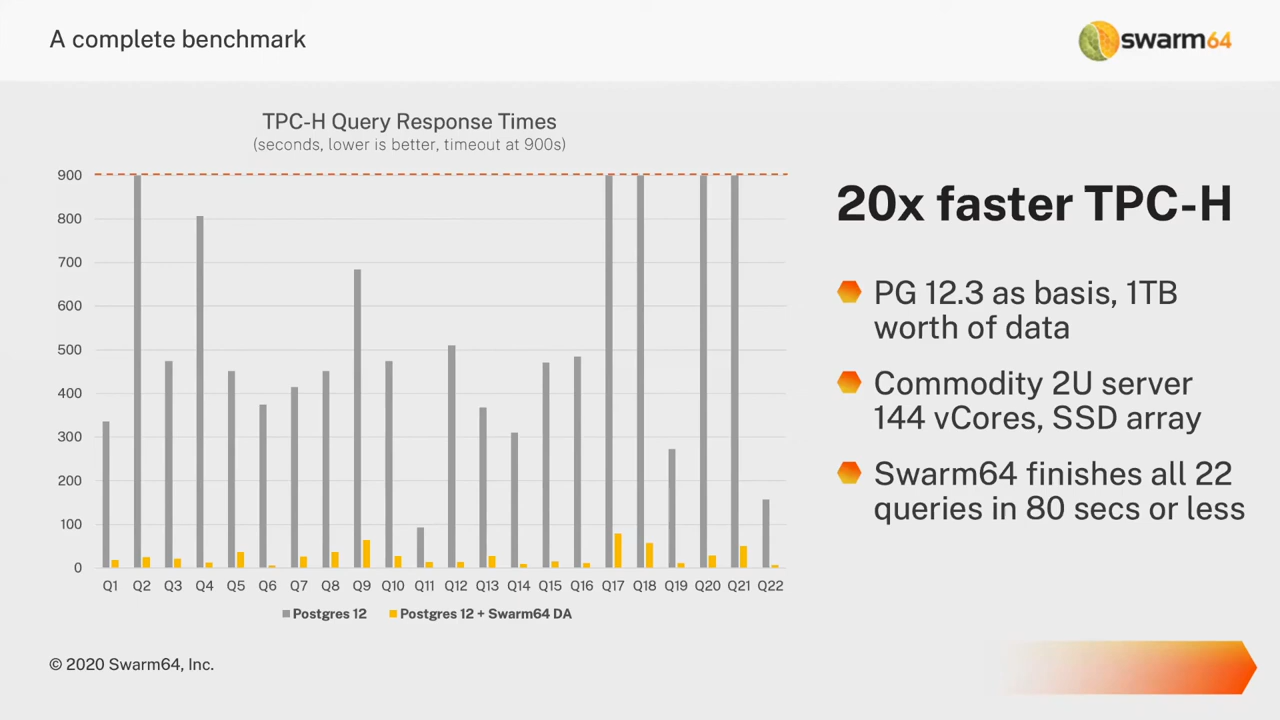 A complete benchmark
swarm64
TPC-H Query Response Times
(seconds, lower is better, timeout at 900s)
900
800
700
600
500
400
300
200
100
0
Q1 Q2 Q3 Q4 Q5 Q6 Q7 Q8 Q9 Q10 Q11 Q12 Q13 Q14 Q15 Q16 Q17 Q18 Q19 Q20 Q21 Q22
Postgres 12 Postgres 12 + Swarm64 DA
20x faster TPC-H
PG 12.3 as basis, 1TB
worth of data
Commodity 2U server
144 vCores, SSD array
Swarm64 finishes all 22
queries in 80 secs or less
© 2020 Swarm64, Inc.